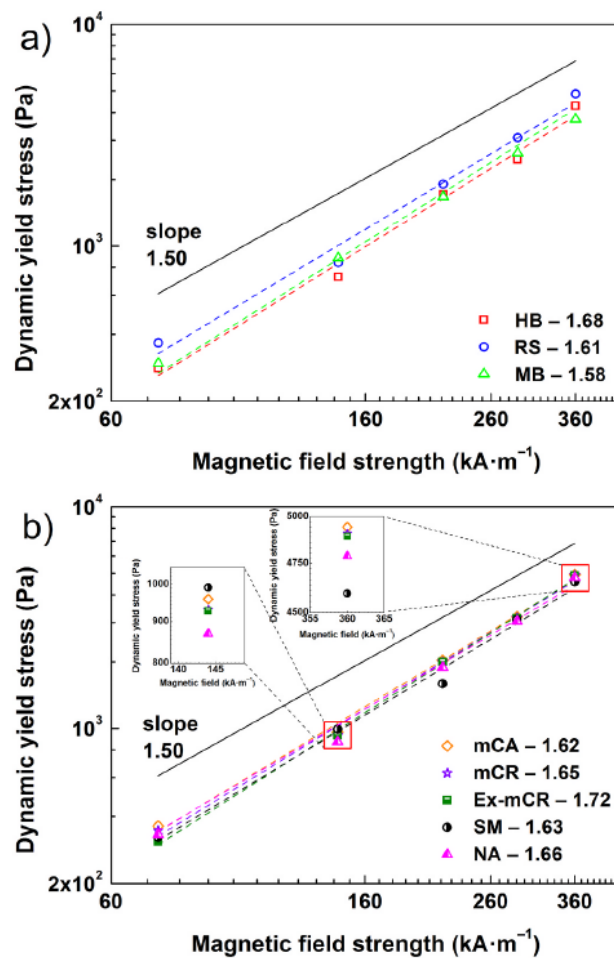 a)
10⁴
Dynamic yield stress (Pa)
10³
2x10²
slope
1.50
HB – 1.68
RS – 1.61
MB – 1.58
60
160
260
360
Magnetic field strength (kA·m⁻¹)
b)
10⁴
Dynamic yield stress (Pa)
10³
2x10²
Dynamic yield stress (Pa)
1000
900
800
140
145
Magnetic field (kA·m⁻¹)
Dynamic yield stress (Pa)
5000
4750
4500
355
360
365
Magnetic field (kA·m⁻¹)
slope
1.50
mCA – 1.62
mCR – 1.65
Ex-mCR – 1.72
SM – 1.63
NA – 1.66
60
160
260
360
Magnetic field strength (kA·m⁻¹)